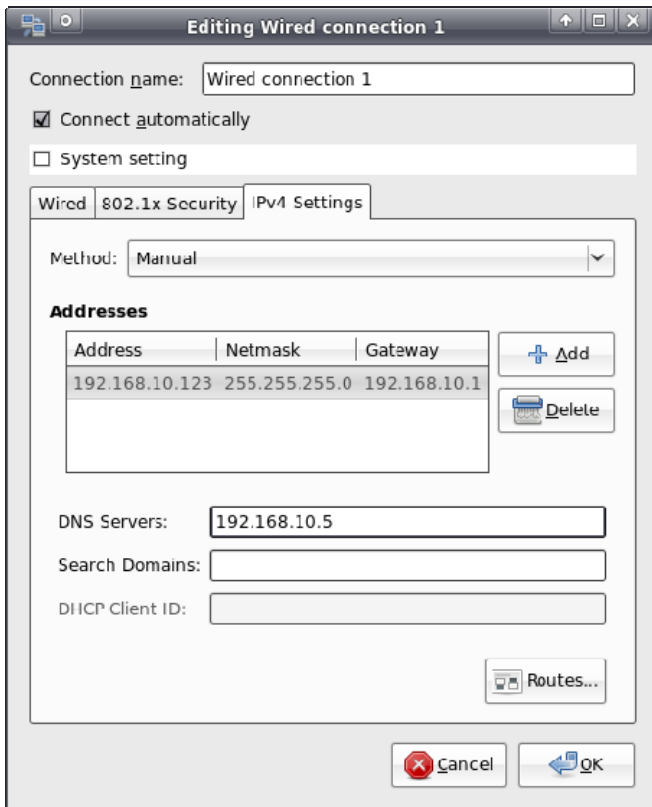 Editing Wired connection 1
Connection name: Wired connection 1
Connect automatically
System setting
Wired 802.1x Security IPv4 Settings
Method: Manual
Addresses
Address Netmask Gateway
192.168.10.123 255.255.255.0 192.168.10.1
Add
Delete
DNS Servers: 192.168.10.5
Search Domains:
DHCP Client ID:
Routes...
Cancel OK